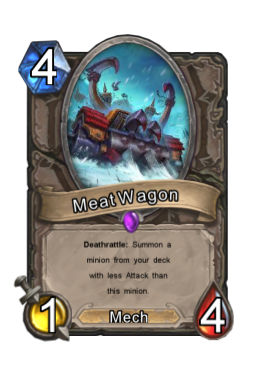 4
Meat Wagon
Deathrattle: Summon a
minion from your deck
with less Attack than
this minion.
1
Mech
4